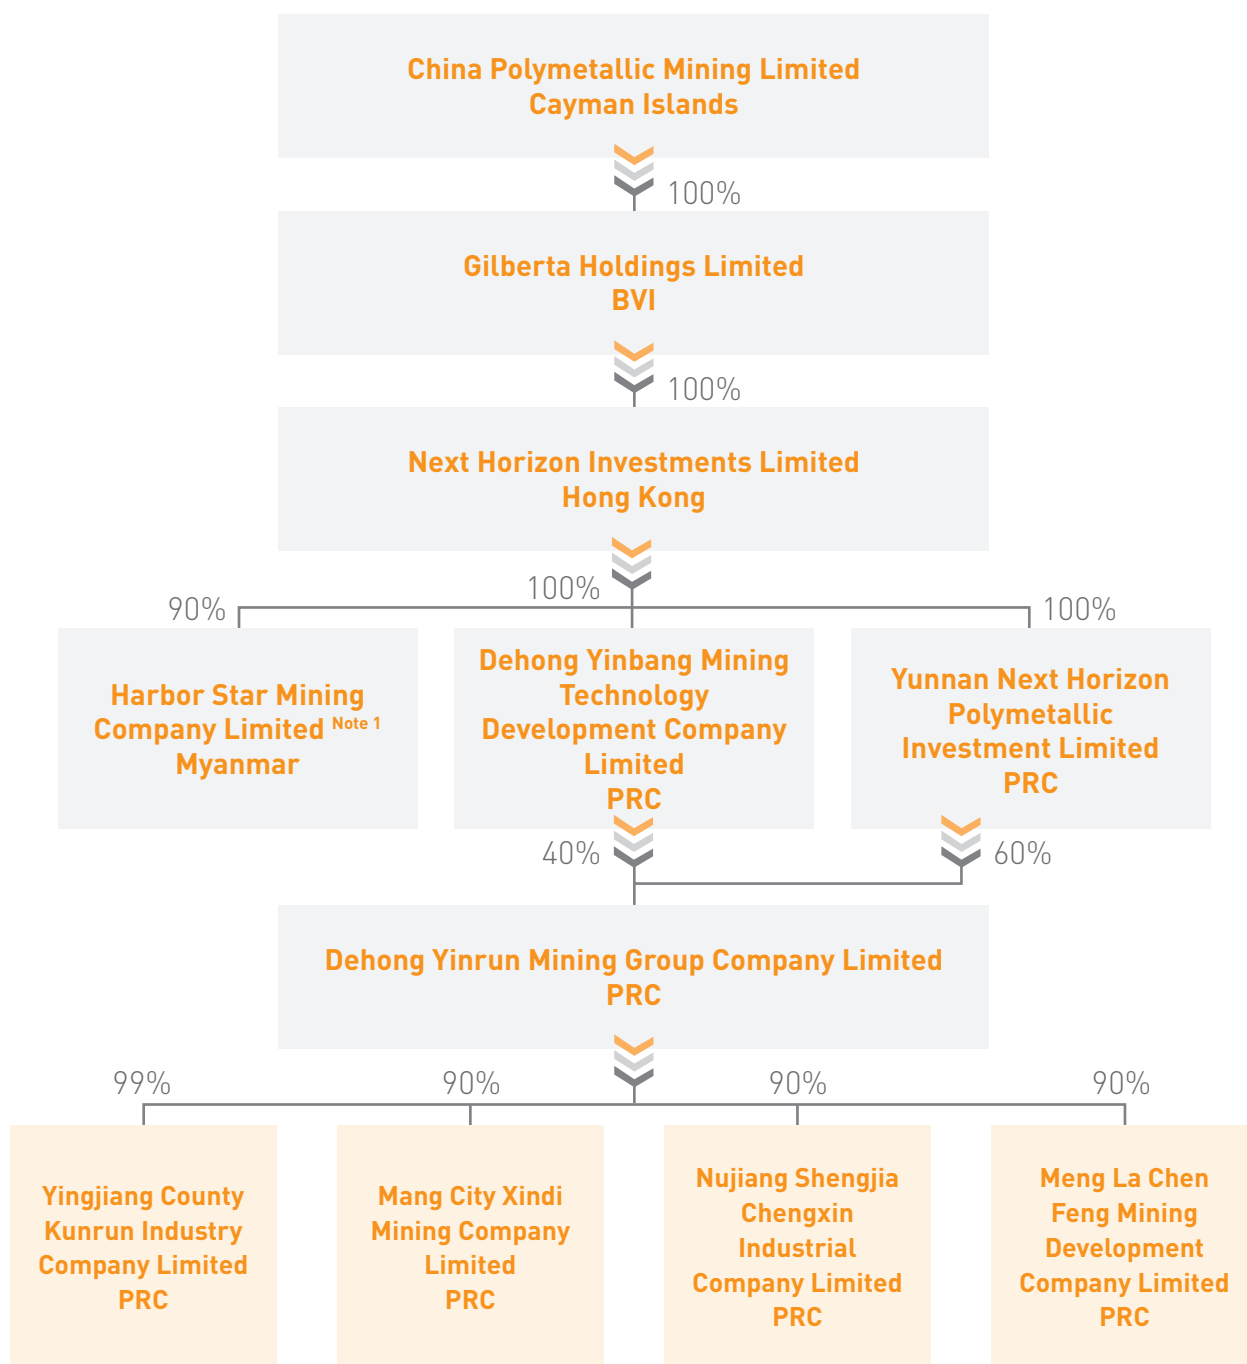 China Polymetallic Mining Limited
Cayman Islands
100%
Gilberta Holdings Limited
BVI
100%
Next Horizon Investments Limited
Hong Kong
90%
100%
100%
Harbor Star Mining
Company Limited Note 1
Myanmar
Dehong Yinbang Mining
Technology
Development Company
Limited
PRC
Yunnan Next Horizon
Polymetallic
Investment Limited
PRC
40%
60%
Dehong Yinrun Mining Group Company Limited
PRC
99%
90%
90%
90%
Yingjiang County
Kunrun Industry
Company Limited
PRC
Mang City Xindi
Mining Company
Limited
PRC
Nujiang Shengjia
Chengxin
Industrial
Company Limited
PRC
Meng La Chen
Feng Mining
Development
Company Limited
PRC